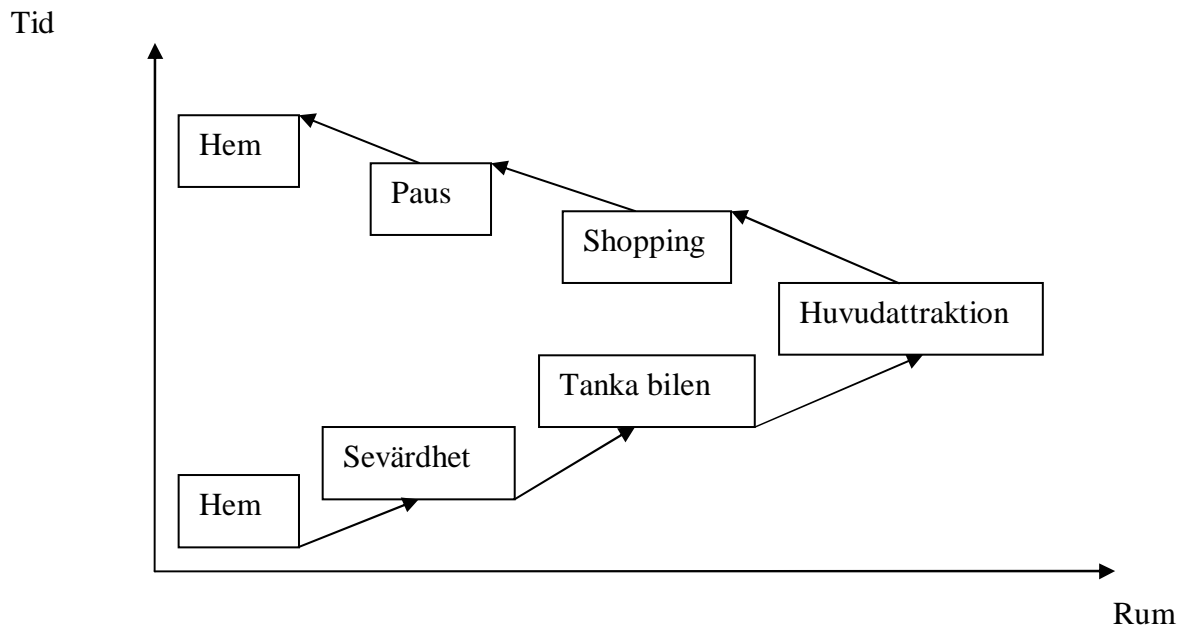 Tid
Hem
Paus
Shopping
Huvudattraktion
Tanka bilen
Sevärdhet
Hem
Rum